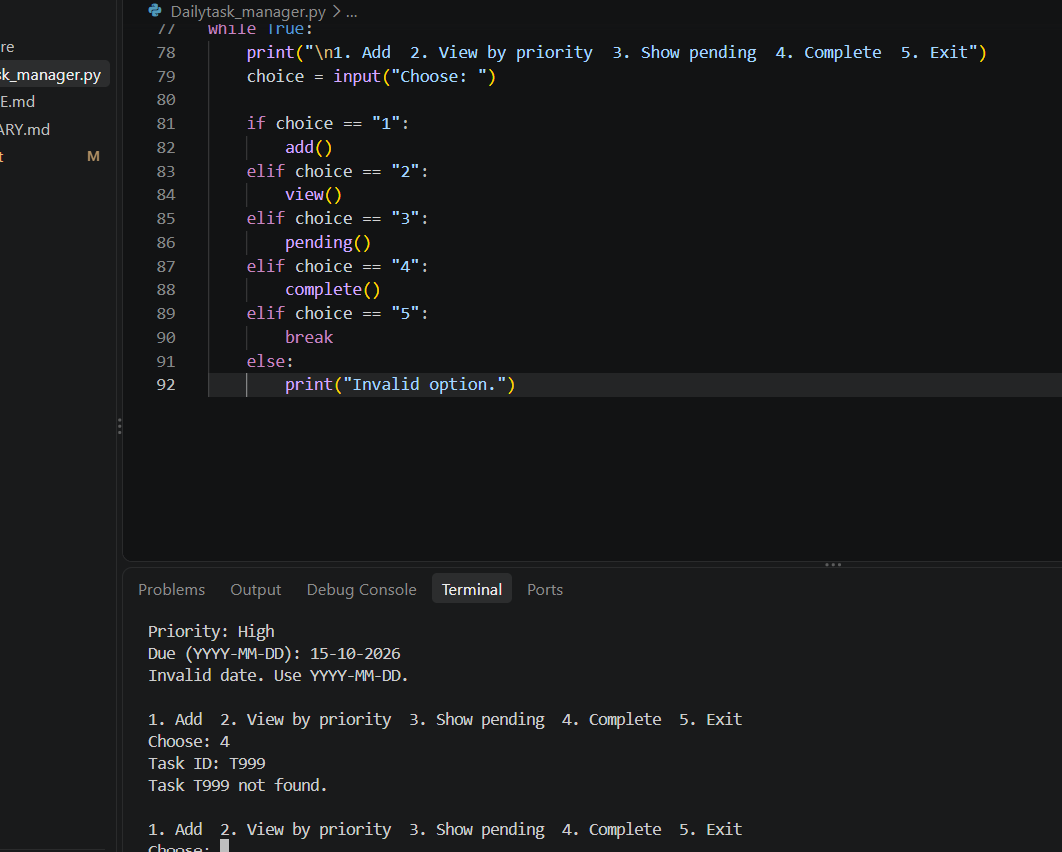 Dailytask_manager.py > ...
re
sk_manager.py
E.md
ARY.md
t M
77 while True:
78 print("\n1. Add 2. View by priority 3. Show pending 4. Complete 5. Exit")
79 choice = input("Choose: ")
80
81 if choice == "1":
82 add()
83 elif choice == "2":
84 view()
85 elif choice == "3":
86 pending()
87 elif choice == "4":
88 complete()
89 elif choice == "5":
90 break
91 else:
92 print("Invalid option.")
Problems Output Debug Console Terminal Ports
Priority: High
Due (YYYY-MM-DD): 15-10-2026
Invalid date. Use YYYY-MM-DD.
1. Add 2. View by priority 3. Show pending 4. Complete 5. Exit
Choose: 4
Task ID: T999
Task T999 not found.
1. Add 2. View by priority 3. Show pending 4. Complete 5. Exit
Choose: